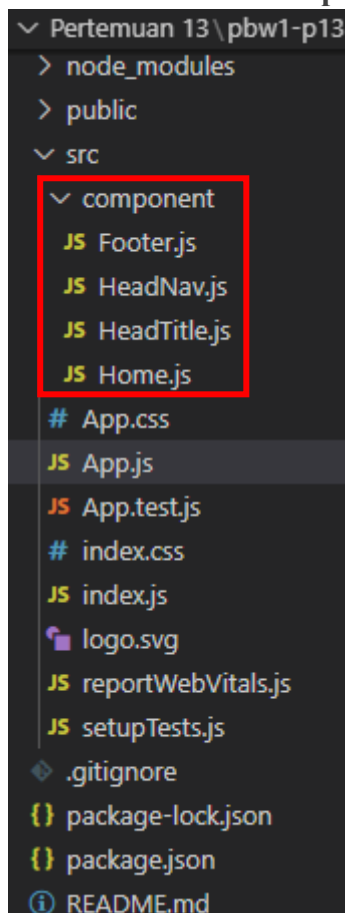 Pertemuan 13\pbw1-p13
node_modules
public
src
component
JS Footer.js
JS HeadNav.js
JS HeadTitle.js
JS Home.js
# App.css
JS App.js
JS App.test.js
# index.css
JS index.js
logo.svg
JS reportWebVitals.js
JS setupTests.js
.gitignore
{} package-lock.json
{} package.json
README.md